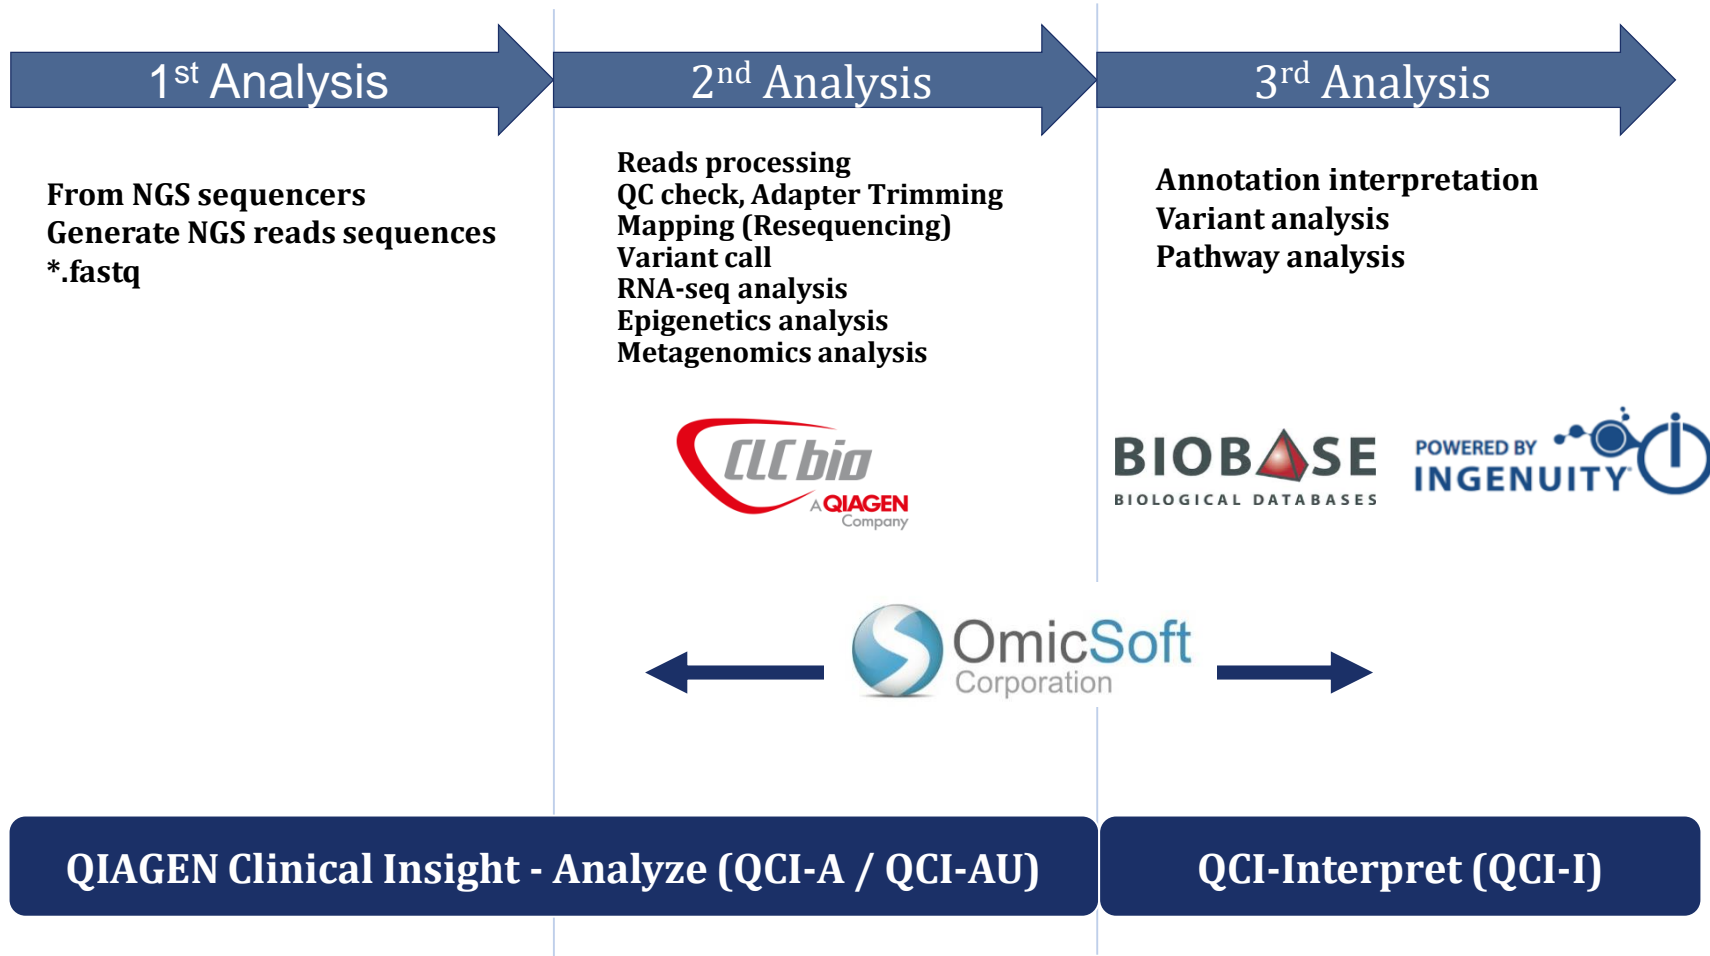 1st Analysis
2nd Analysis
3rd Analysis
From NGS sequencers
Generate NGS reads sequences
*.fastq
Reads processing
QC check, Adapter Trimming
Mapping (Resequencing)
Variant call
RNA-seq analysis
Epigenetics analysis
Metagenomics analysis
Annotation interpretation
Variant analysis
Pathway analysis
CLC bio
A QIAGEN
Company
BIOBASE
BIOLOGICAL DATABASES
POWERED BY
INGENUITY
OmicSoft
Corporation
QIAGEN Clinical Insight - Analyze (QCI-A / QCI-AU)
QCI-Interpret (QCI-I)